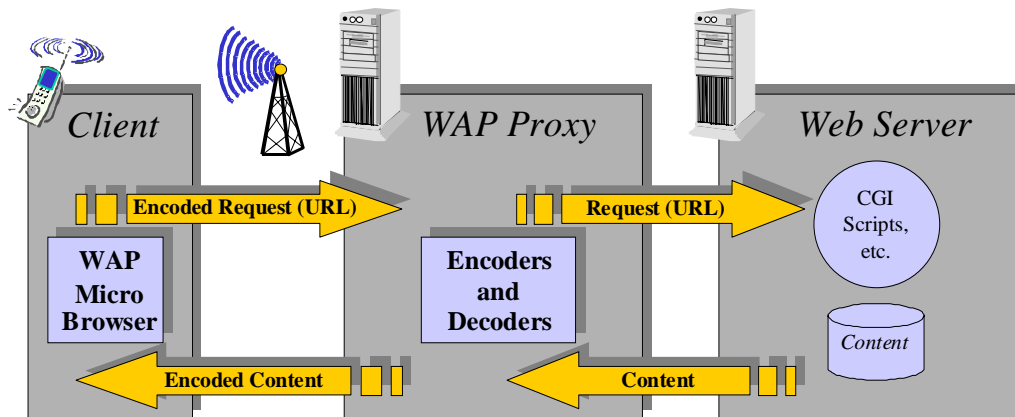 Client
WAP Proxy
Web Server
Encoded Request (URL)
Request (URL)
CGI
Scripts,
etc.
WAP
Micro
Browser
Encoders
and
Decoders
Content
Encoded Content
Content